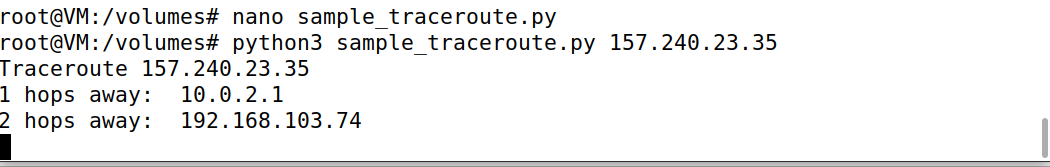 root@VM:/volumes# nano sample_traceroute.py
root@VM:/volumes# python3 sample_traceroute.py 157.240.23.35
Traceroute 157.240.23.35
1 hops away:  10.0.2.1
2 hops away:  192.168.103.74